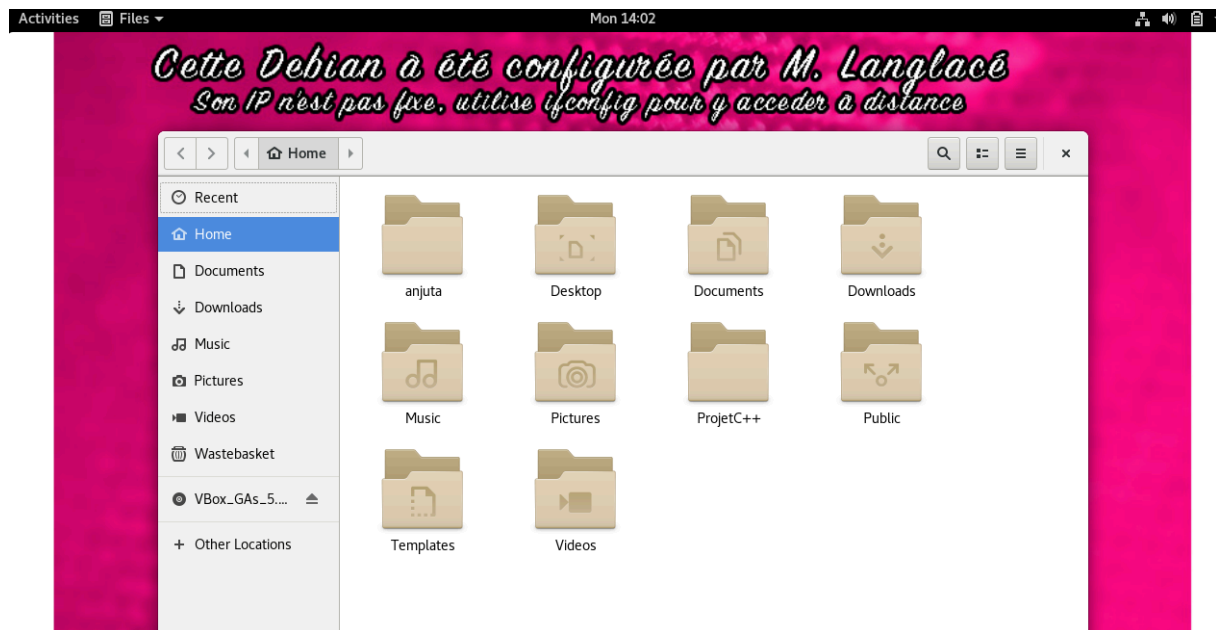 Activities Files Mon 14:02
Cette Debian a été configurée par M. Langlacé
Son IP n'est pas fixe, utilise ifconfig pour y acceder a distance
Home
Recent
Home
Documents
Downloads
Music
Pictures
Videos
Wastebasket
VBox_GAs_5....
+ Other Locations
anjuta Desktop Documents Downloads
Music Pictures ProjetC++ Public
Templates Videos